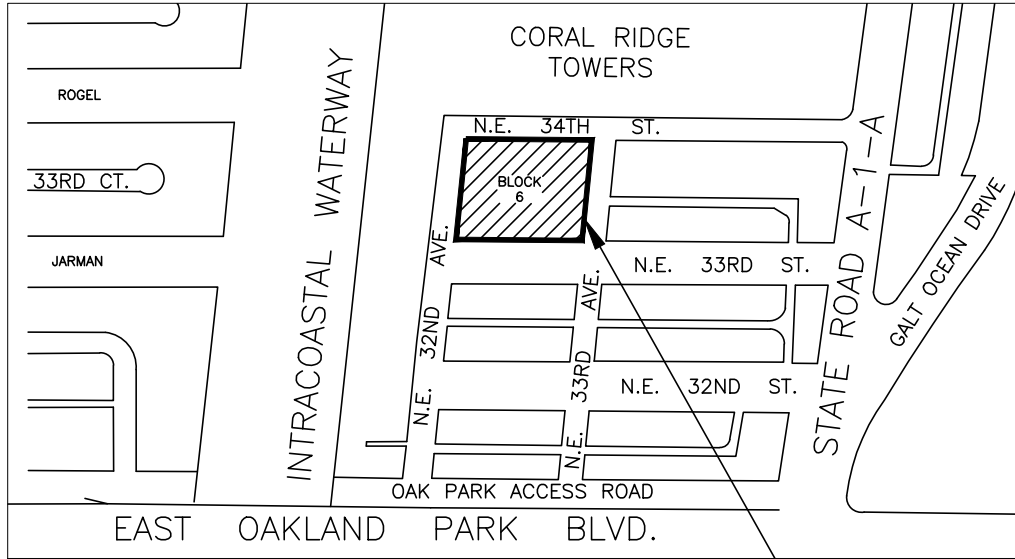 CORAL RIDGE
TOWERS
ROGEL
N.E. 34TH ST.
33RD CT.
BLOCK
6
INTRACOASTAL WATERWAY
STATE ROAD A-1-A
JARMAN
N.E. 33RD ST.
GALT OCEAN DRIVE
N.E. 32ND AVE.
N.E. 33RD AVE.
N.E. 32ND ST.
OAK PARK ACCESS ROAD
EAST OAKLAND PARK BLVD.